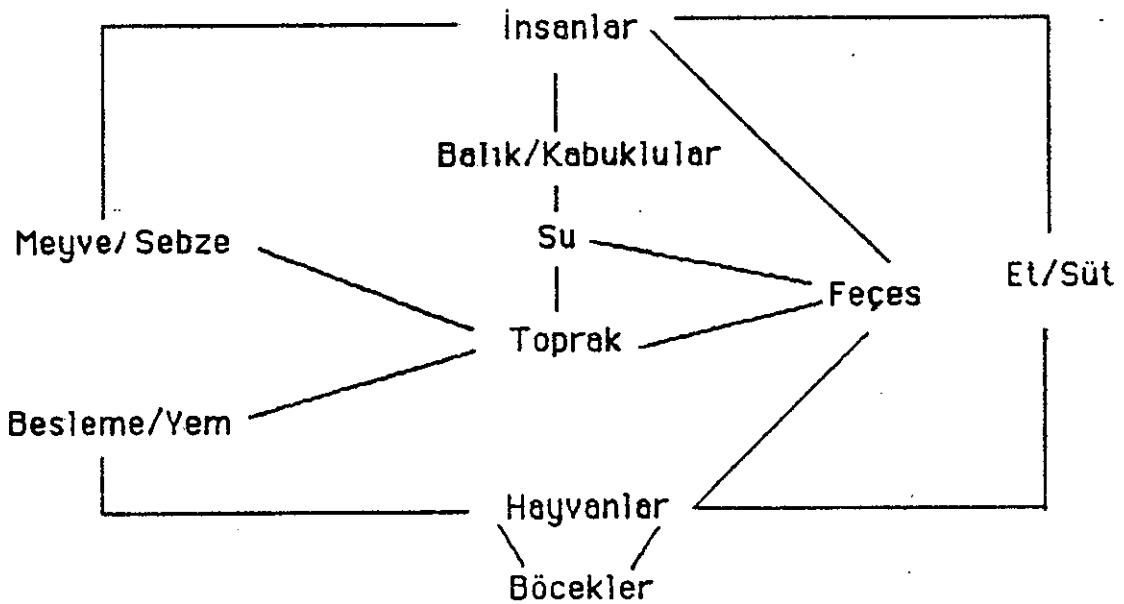 İnsanlar
Balık/Kabuklular
Meyve/Sebze
Su
Et/Süt
Feçes
Toprak
Besleme/Yem
Hayvanlar
Böcekler